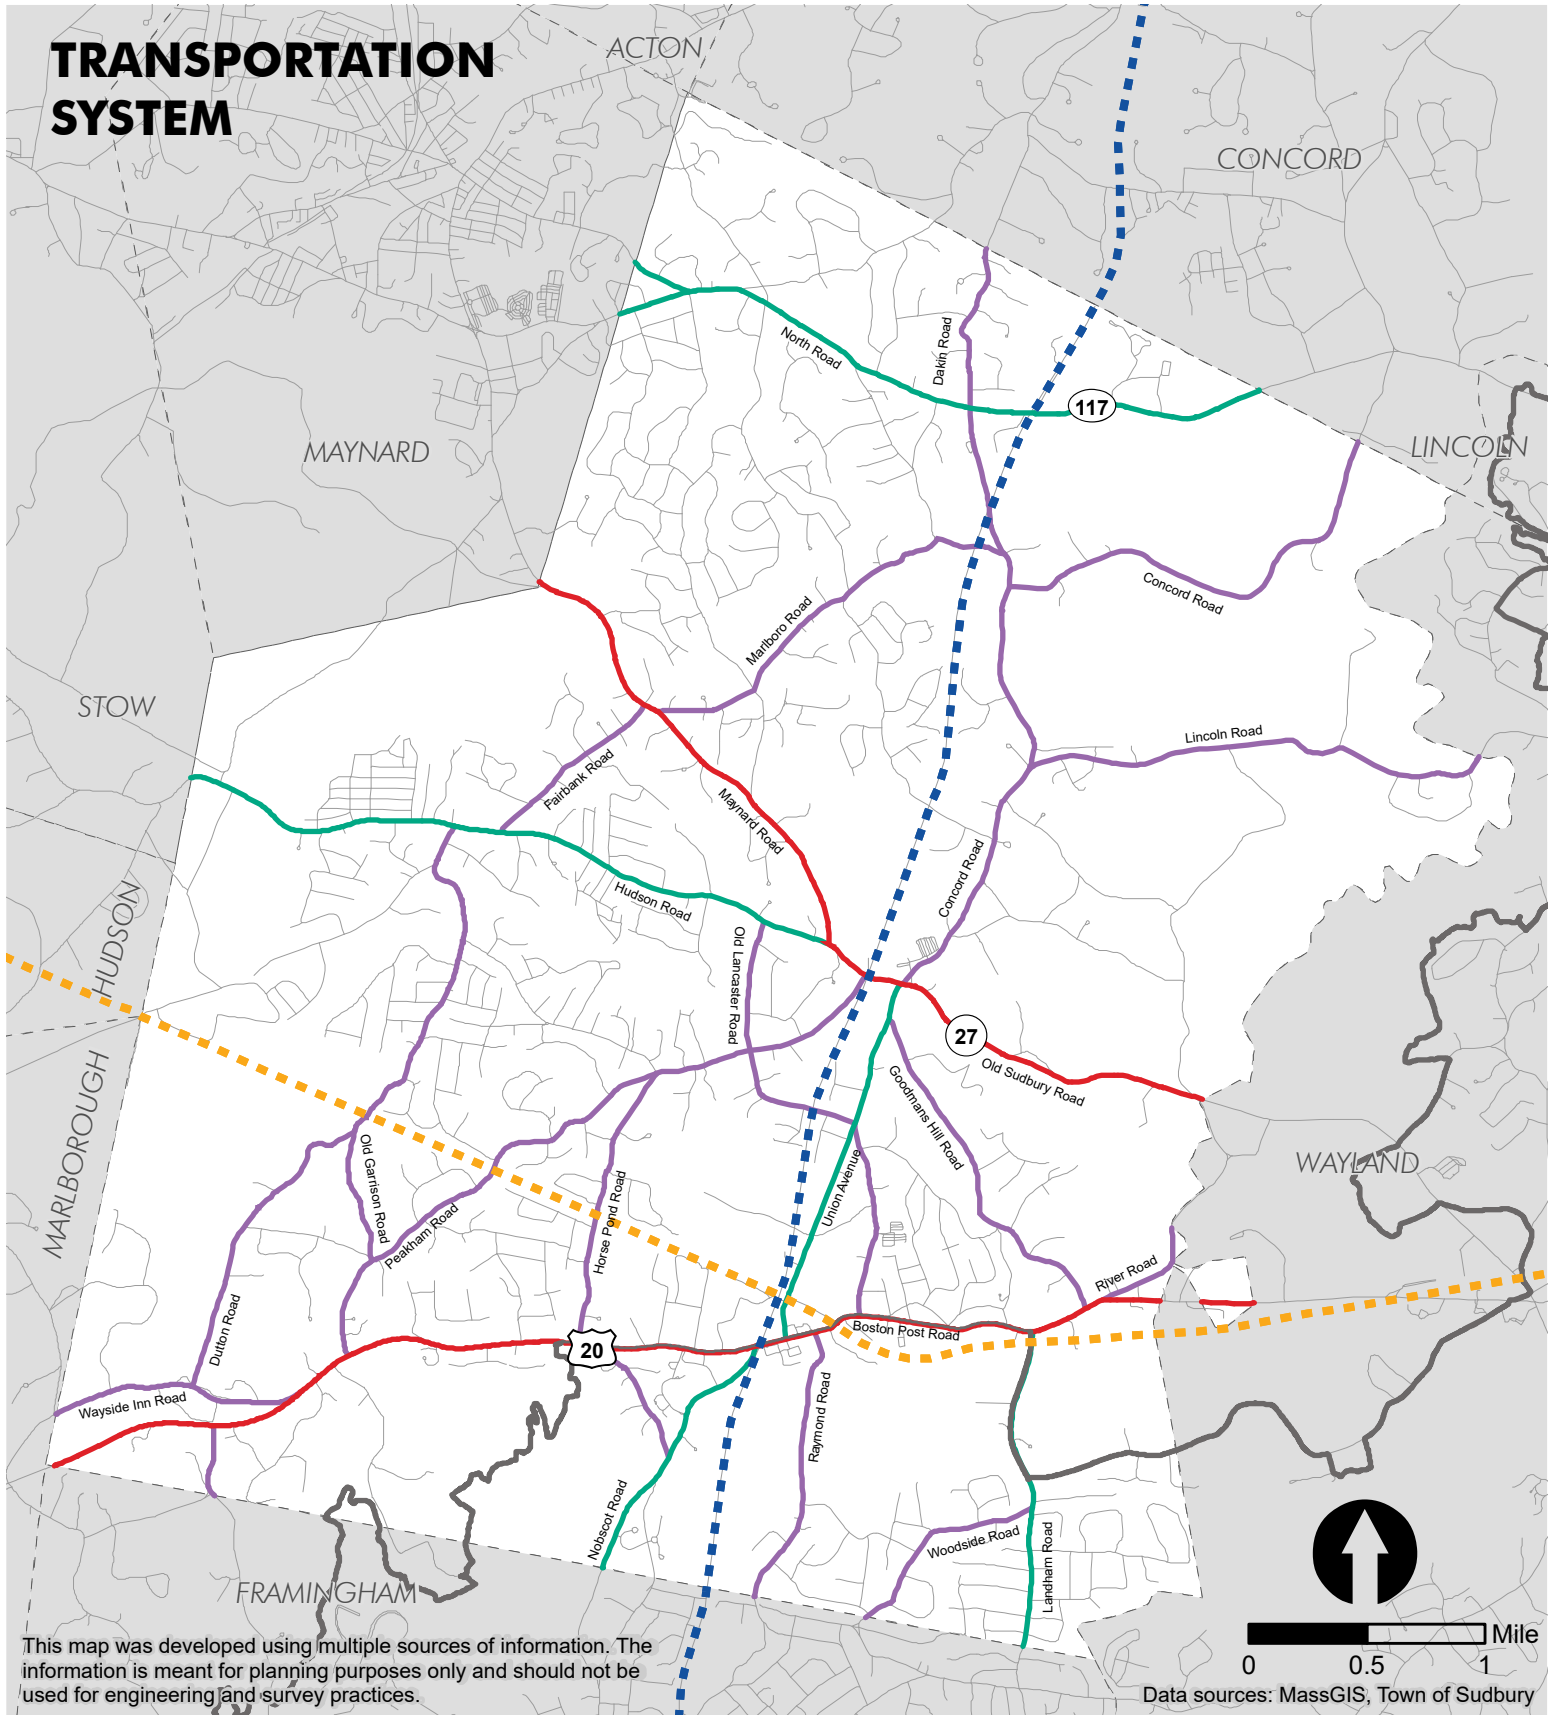 TRANSPORTATION
SYSTEM
ACTON
CONCORD
North Road
Dakin Road
117
MAYNARD
LINCOLN
Concord Road
Marlboro Road
STOW
Lincoln Road
Fairbank Road
Maynard Road
Concord Road
Hudson Road
HUDSON
Old Lancaster Road
27
Old Sudbury Road
MARLBOROUGH
Goodmans Hill Road
Old Garrison Road
WAYLAND
Union Avenue
Horse Pond Road
Peakham Road
River Road
Dutton Road
Boston Post Road
20
Wayside Inn Road
Raymond Road
Nobscot Road
Woodside Road
Landham Road
FRAMINGHAM
This map was developed using multiple sources of information. The
information is meant for planning purposes only and should not be
used for engineering and survey practices.
Mile
0 0.5 1
Data sources: MassGIS, Town of Sudbury